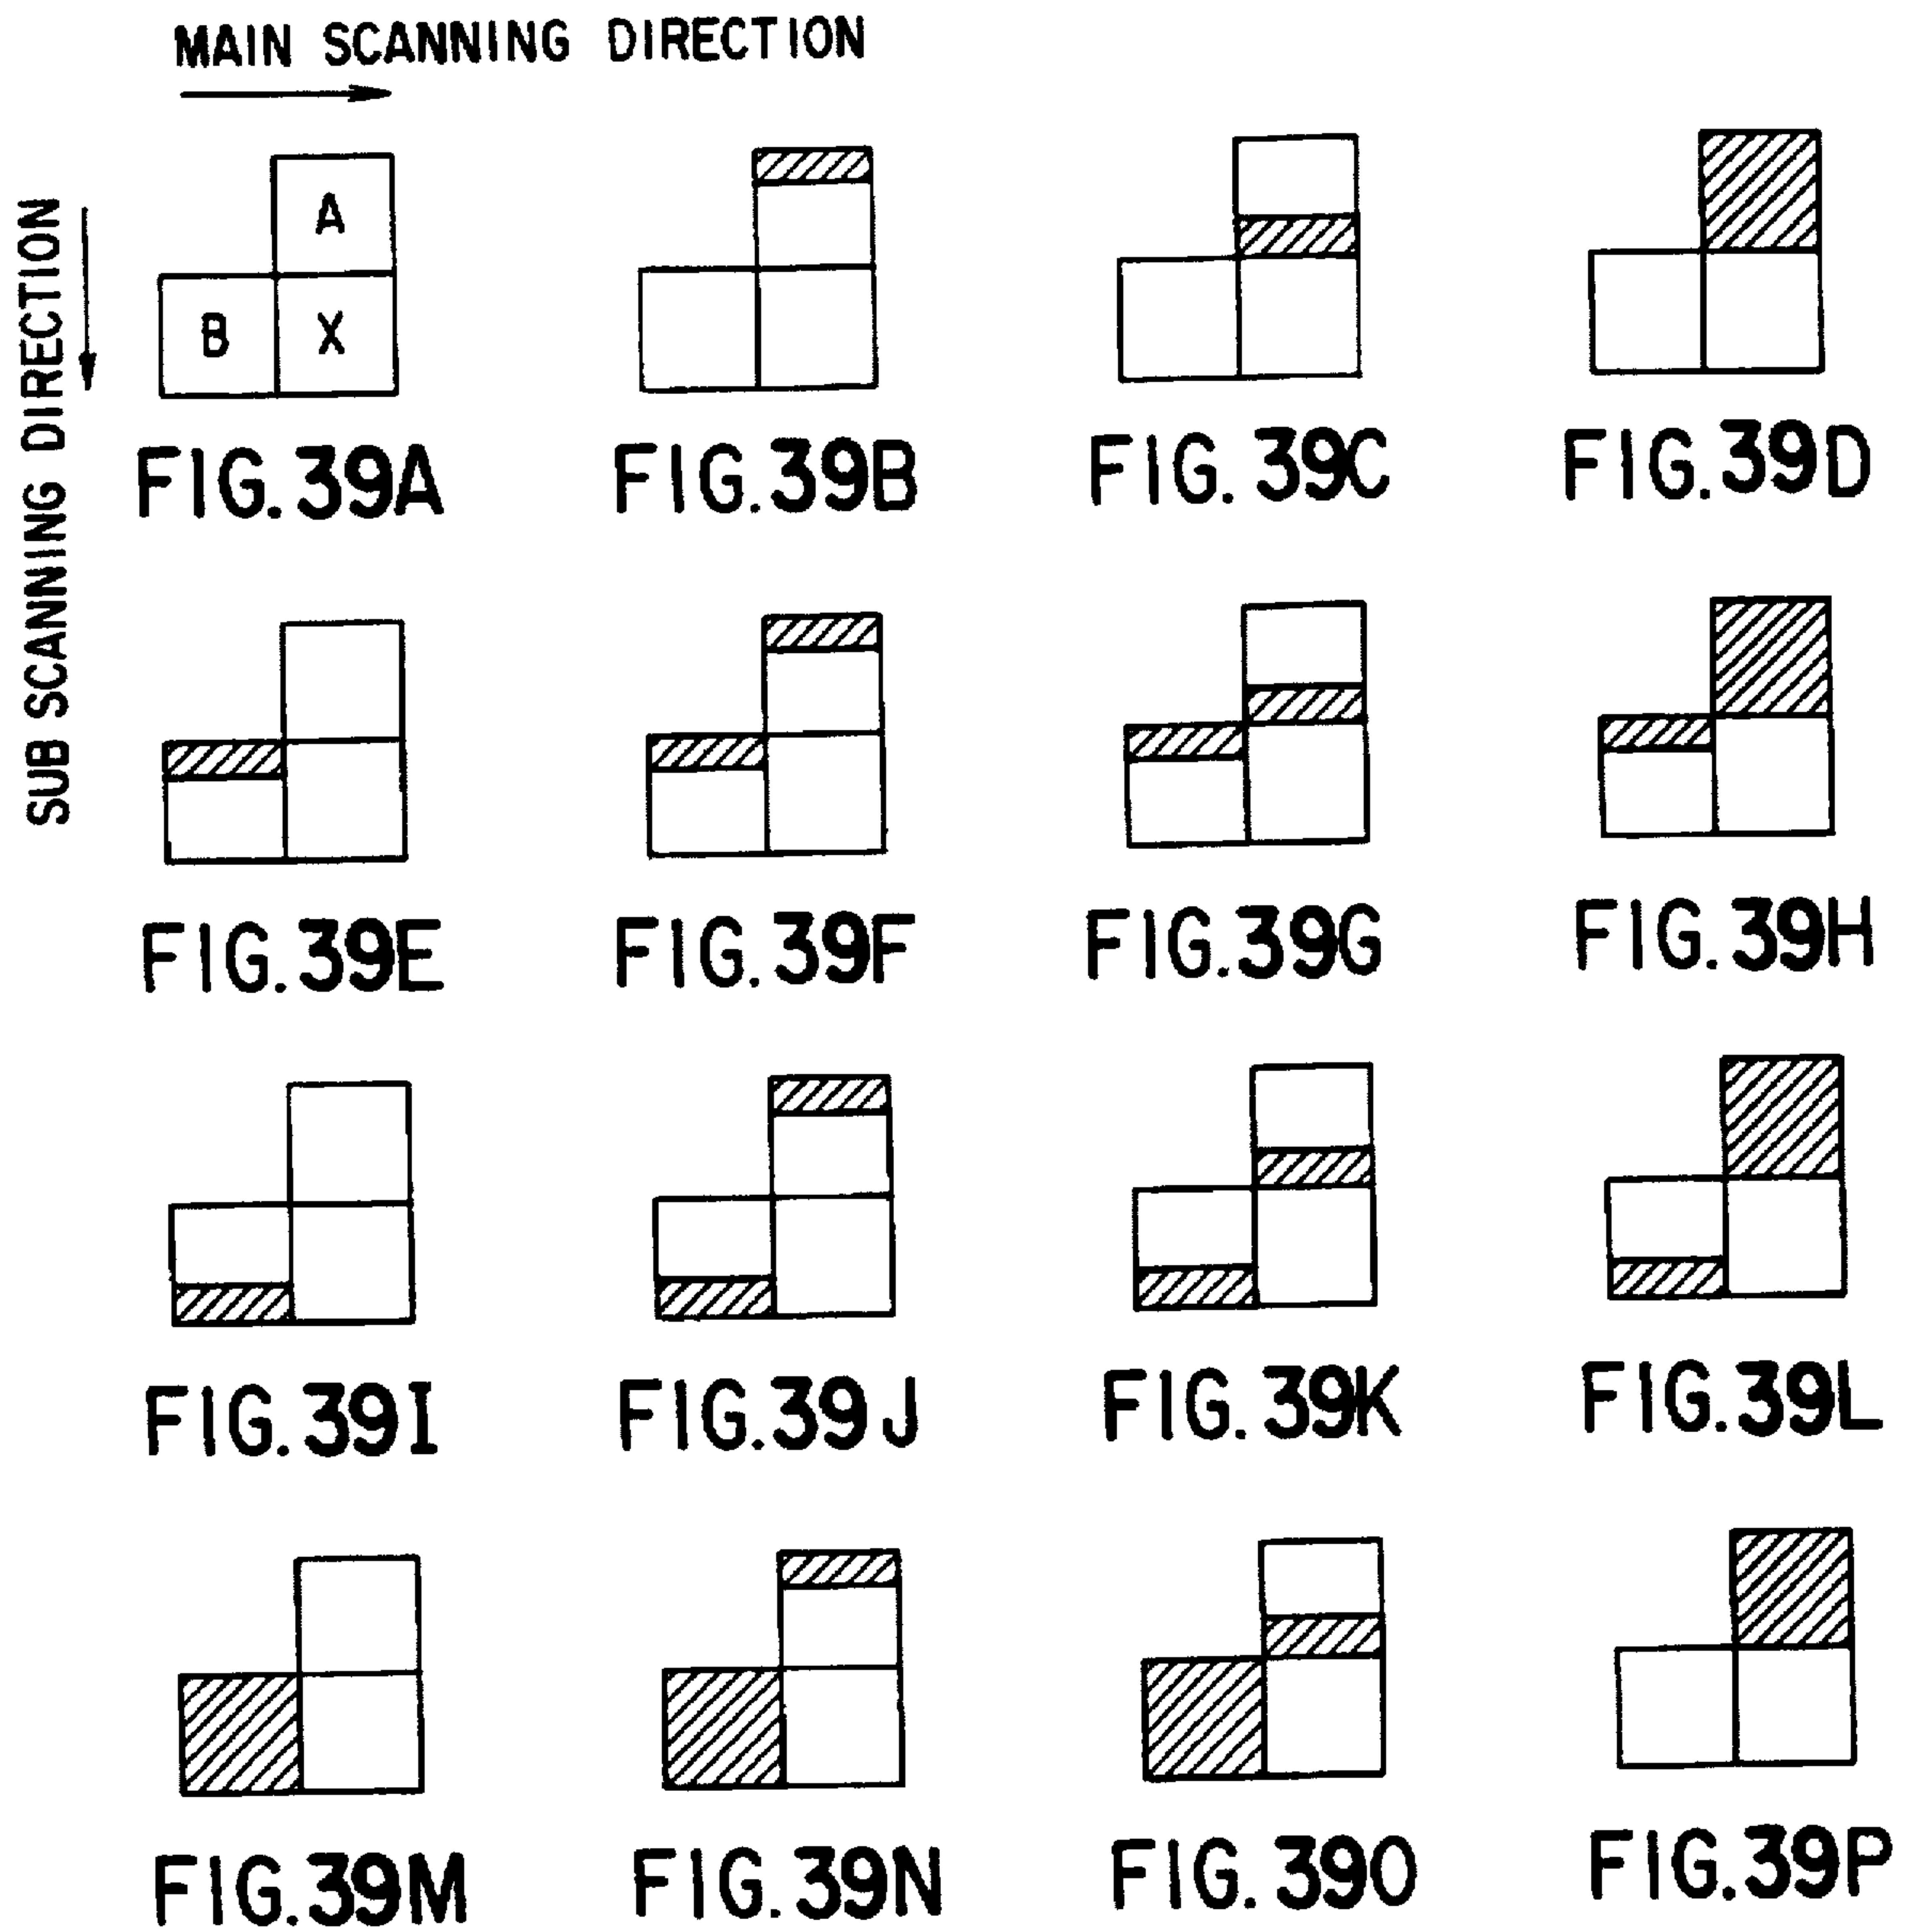 MAIN SCANNING DIRECTION
SUB SCANNING DIRECTION
A
B X
FIG.39A FIG.39B FIG.39C FIG.39D
FIG.39E FIG.39F FIG.39G FIG.39H
FIG.39I FIG.39J FIG.39K FIG.39L
FIG.39M FIG.39N FIG.39O FIG.39P